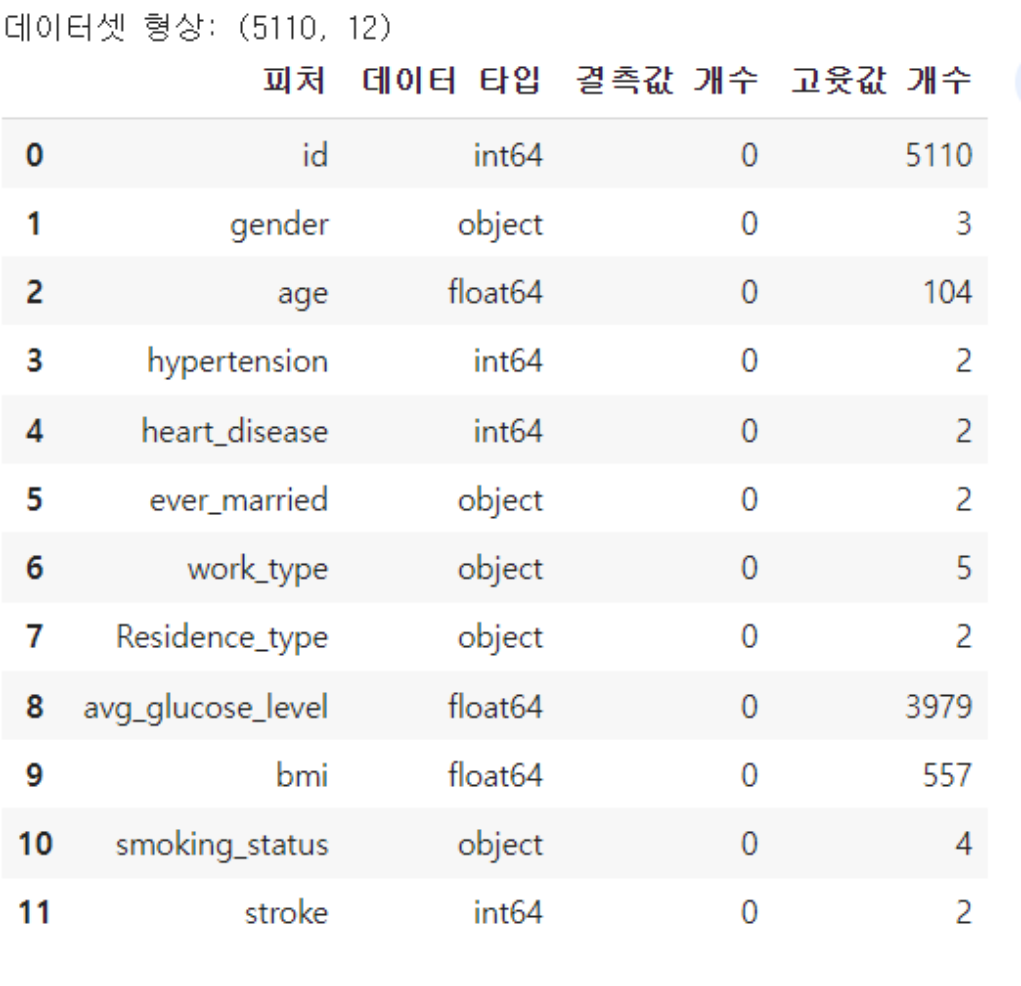 데이터셋 형상: (5110, 12)
피처 데이터 타입 결측값 개수 고윳값 개수
0 id int64 0 5110
1 gender object 0 3
2 age float64 0 104
3 hypertension int64 0 2
4 heart_disease int64 0 2
5 ever_married object 0 2
6 work_type object 0 5
7 Residence_type object 0 2
8 avg_glucose_level float64 0 3979
9 bmi float64 0 557
10 smoking_status object 0 4
11 stroke int64 0 2